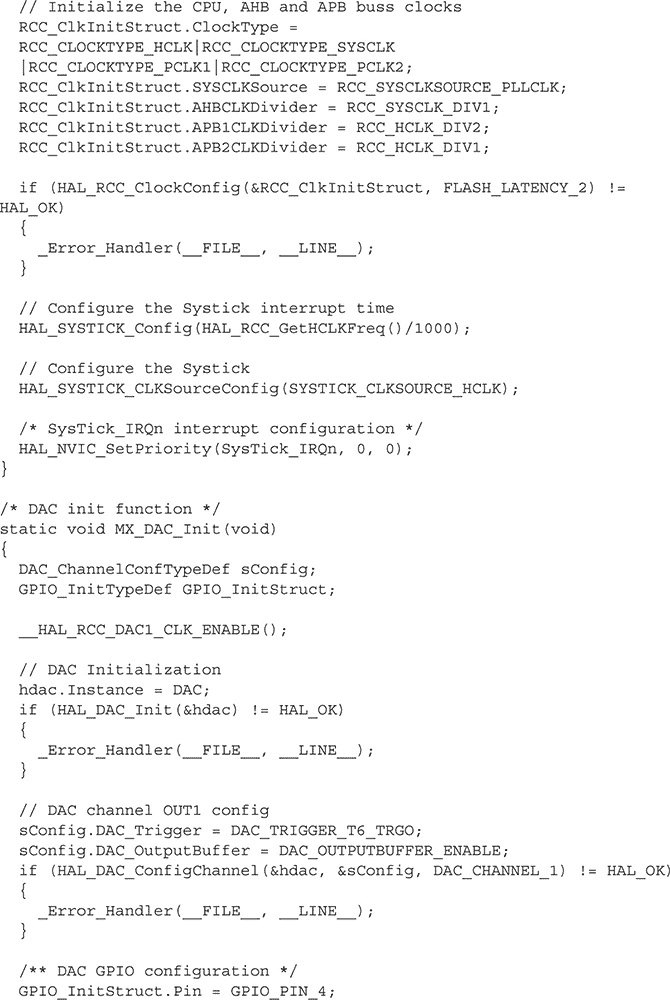 // Initialize the CPU, AHB and APB buss clocks
RCC_ClkInitStruct.ClockType =
RCC_CLOCKTYPE_HCLK|RCC_CLOCKTYPE_SYSCLK
|RCC_CLOCKTYPE_PCLK1|RCC_CLOCKTYPE_PCLK2;
RCC_ClkInitStruct.SYSCLKSource = RCC_SYSCLKSOURCE_PLLCLK;
RCC_ClkInitStruct.AHBCLKDivider = RCC_SYSCLK_DIV1;
RCC_ClkInitStruct.APB1CLKDivider = RCC_HCLK_DIV2;
RCC_ClkInitStruct.APB2CLKDivider = RCC_HCLK_DIV1;
if (HAL_RCC_ClockConfig(&RCC_ClkInitStruct, FLASH_LATENCY_2) !=
HAL_OK)
{
_Error_Handler(__FILE__, __LINE__);
}
// Configure the Systick interrupt time
HAL_SYSTICK_Config(HAL_RCC_GetHCLKFreq()/1000);
// Configure the Systick
HAL_SYSTICK_CLKSourceConfig(SYSTICK_CLKSOURCE_HCLK);
/* SysTick_IRQn interrupt configuration */
HAL_NVIC_SetPriority(SysTick_IRQn, 0, 0);
}
/* DAC init function */
static void MX_DAC_Init(void)
{
DAC_ChannelConfTypeDef sConfig;
GPIO_InitTypeDef GPIO_InitStruct;
__HAL_RCC_DAC1_CLK_ENABLE();
// DAC Initialization
hdac.Instance = DAC;
if (HAL_DAC_Init(&hdac) != HAL_OK)
{
_Error_Handler(__FILE__, __LINE__);
}
// DAC channel OUT1 config
sConfig.DAC_Trigger = DAC_TRIGGER_T6_TRGO;
sConfig.DAC_OutputBuffer = DAC_OUTPUTBUFFER_ENABLE;
if (HAL_DAC_ConfigChannel(&hdac, &sConfig, DAC_CHANNEL_1) != HAL_OK)
{
_Error_Handler(__FILE__, __LINE__);
}
/** DAC GPIO configuration */
GPIO_InitStruct.Pin = GPIO_PIN_4;